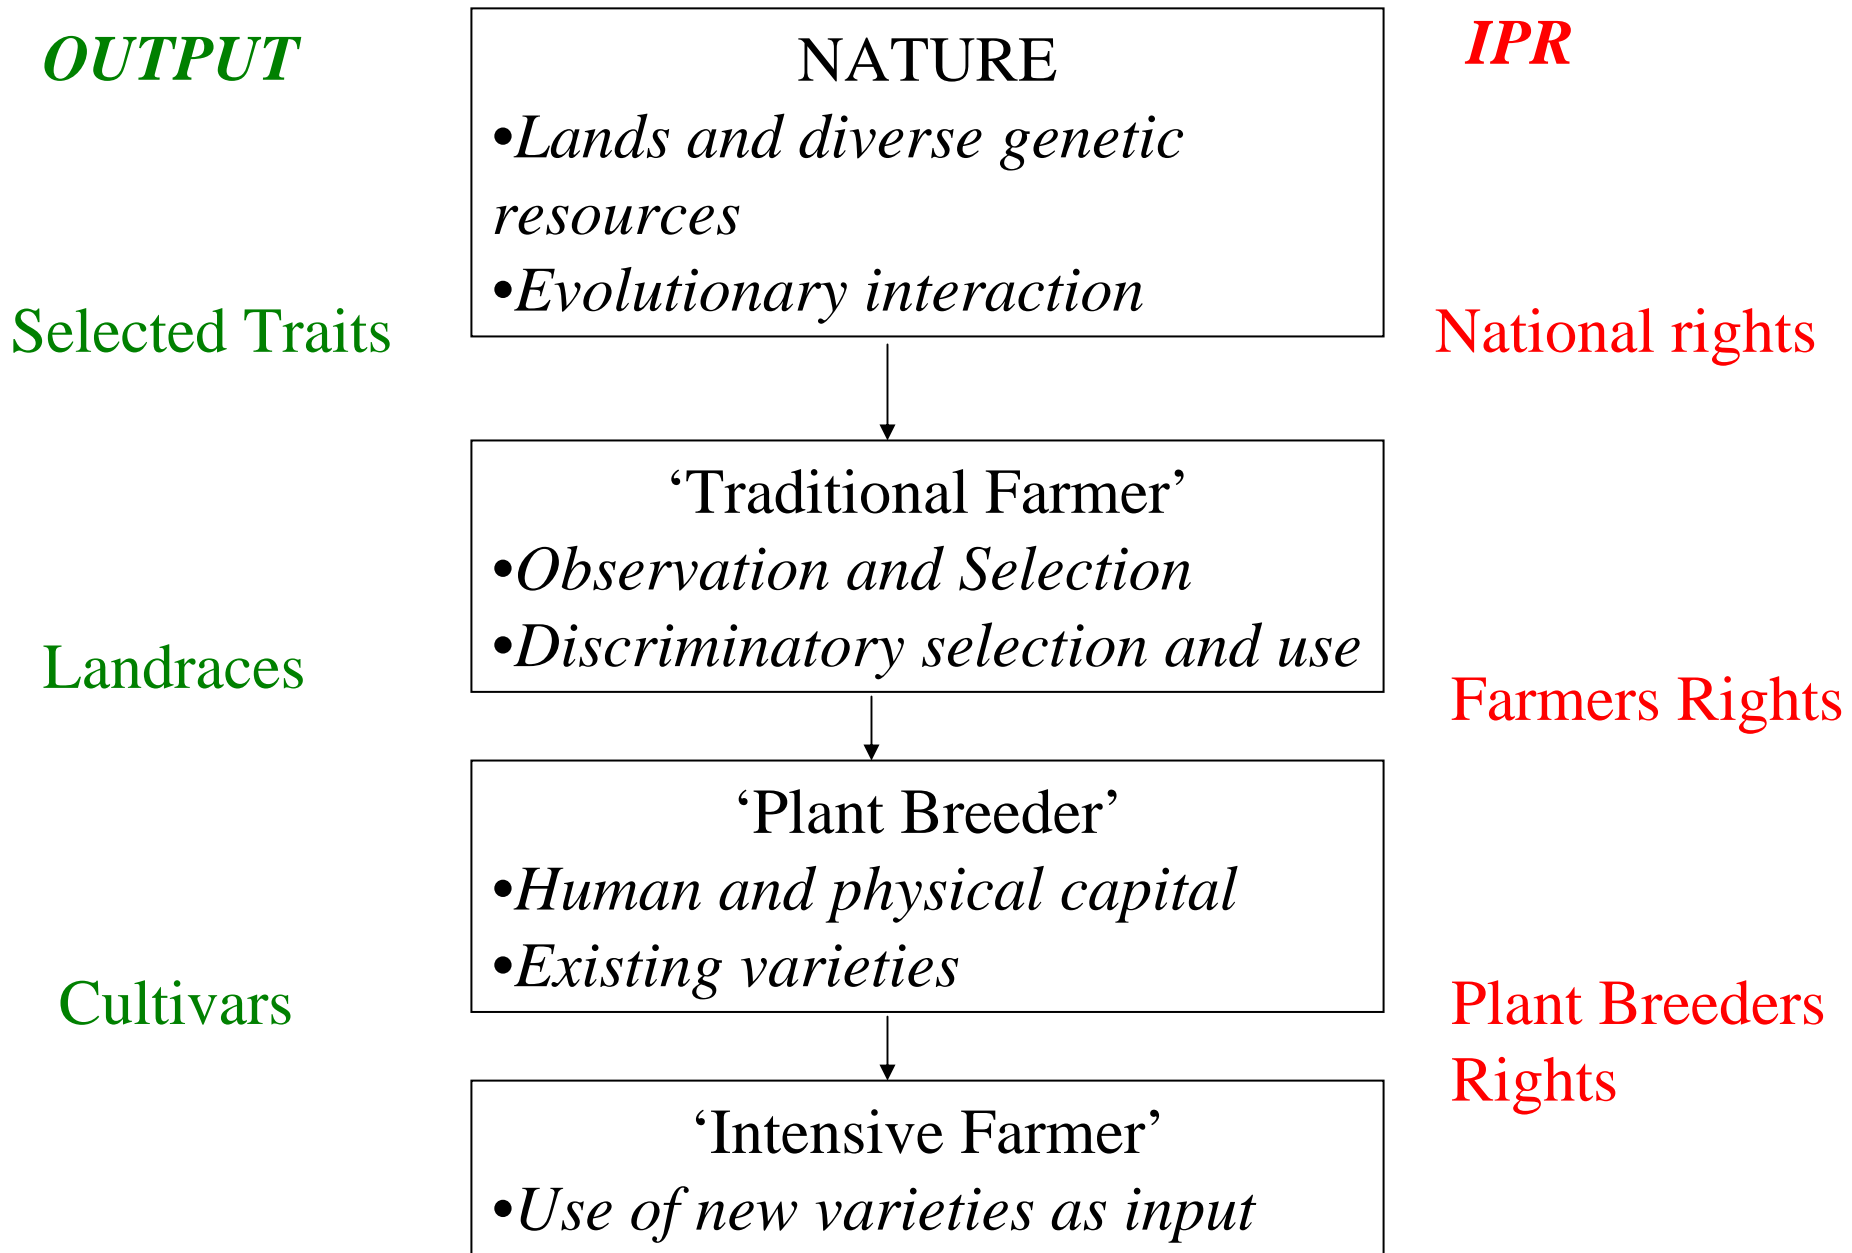 OUTPUT
NATURE
IPR
•Lands and diverse genetic
resources
•Evolutionary interaction
Selected Traits
National rights
‘Traditional Farmer’
•Observation and Selection
•Discriminatory selection and use
Landraces
Farmers Rights
‘Plant Breeder’
•Human and physical capital
•Existing varieties
Cultivars
Plant Breeders
Rights
‘Intensive Farmer’
•Use of new varieties as input